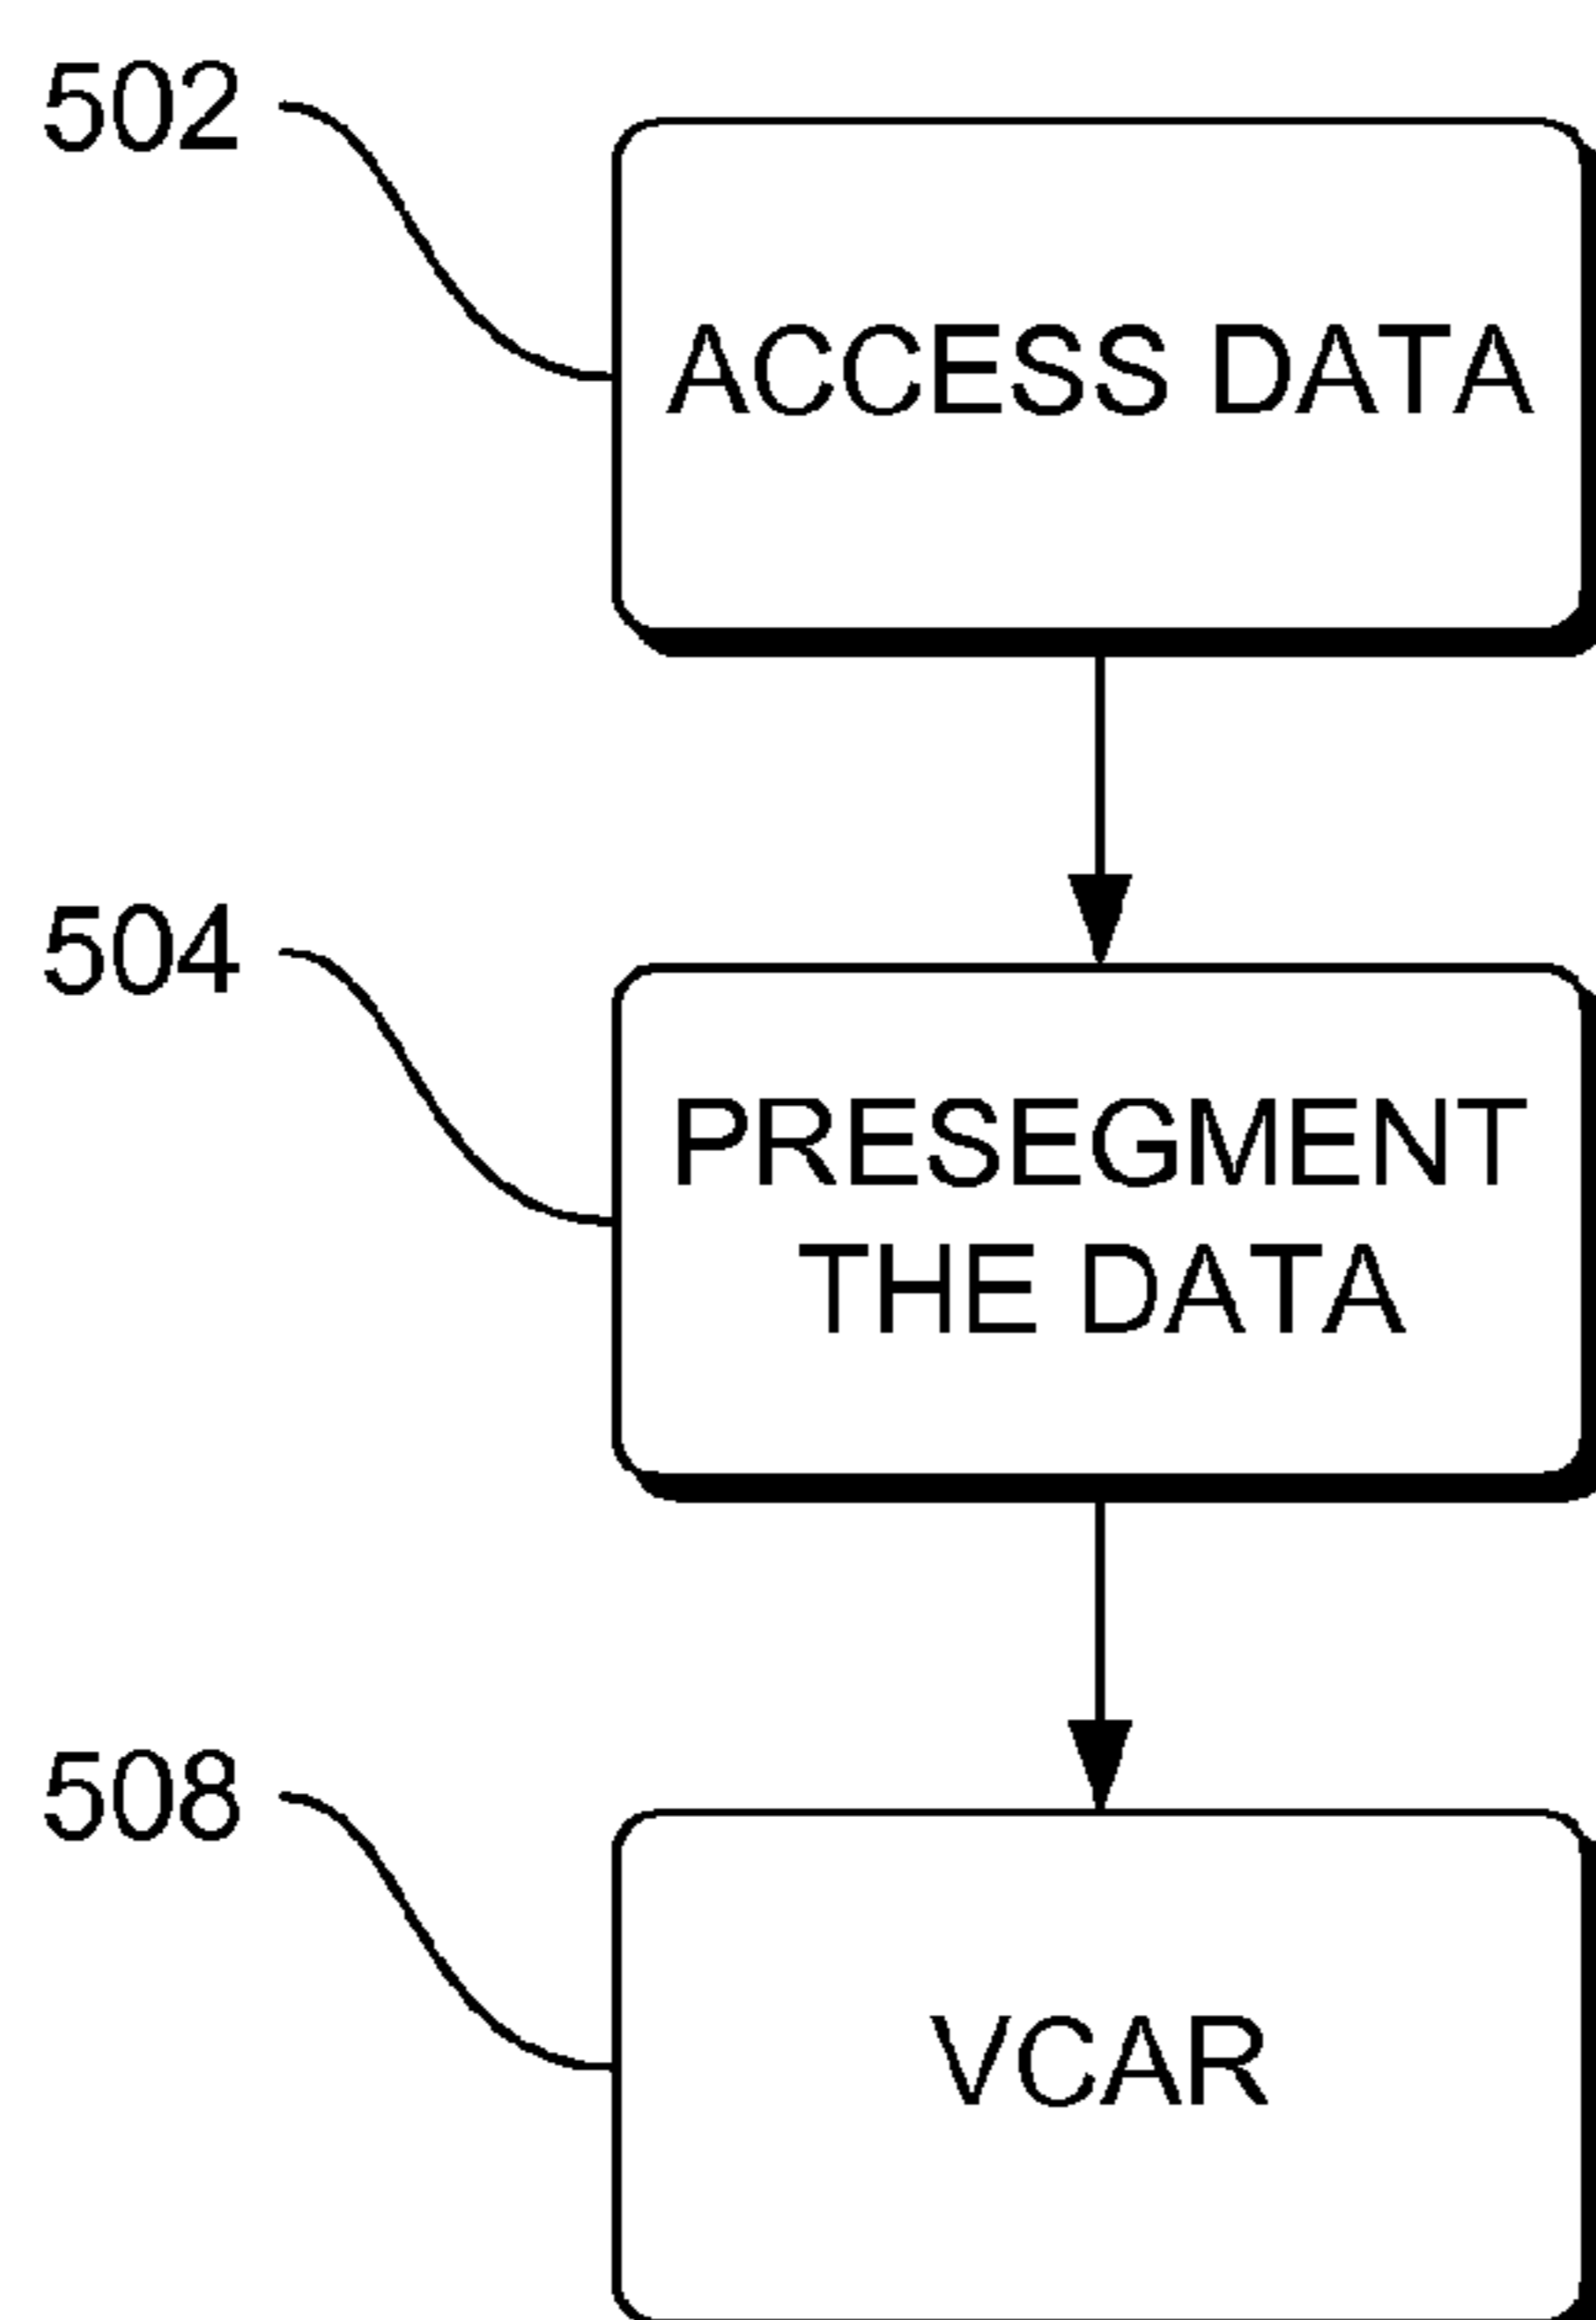 502
ACCESS DATA
504
PRESEGMENT
THE DATA
508
VCAR